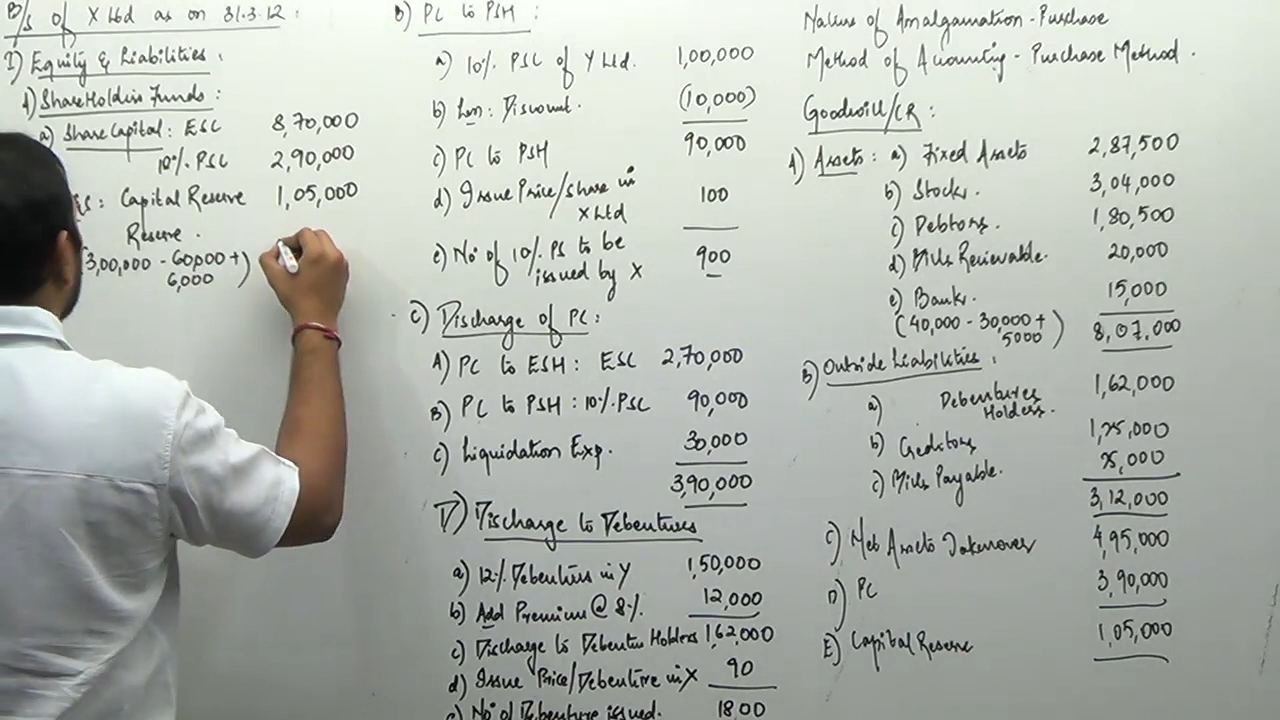 B/s of X Ltd as on 31.3.12 :
I) Equity & Liabilities :
1) ShareHolders Funds :
a) Share Capital : ESC 8,70,000
10% PSC 2,90,000
Capital Reserve 1,05,000
Reserve .
(3,00,000 - 60,000 +
6,000 )
B) PC to PSH :
a) 10% PSC of Y Ltd. 1,00,000
b) Less : Discount. (10,000)
c) PC to PSH 90,000
d) Issue Price/share in
X Ltd 100
e) No of 10% PS to be
issued by X 900
C) Discharge of PC :
A) PC to ESH : ESC 2,70,000
B) PC to PSH : 10% PSC 90,000
C) Liquidation Exp. 30,000
3,90,000
D) Discharge to Debentures
a) 12% Debentures in Y 1,50,000
b) Add Premium @ 8% 12,000
c) Discharge to Debenture Holders 1,62,000
d) Issue Price/Debenture in X 90
No of Debenture issued. 1800
Nature of Amalgamation - Purchase
Method of Accounting - Purchase Method .
Goodwill/CR :
A) Assets : a) Fixed Assets 2,87,500
b) Stocks . 3,04,000
c) Debtors . 1,80,500
d) Bills Receivable . 20,000
e) Bank . 15,000
(40,000 - 30,000 +
5000 ) 8,07,000
B) Outside Liabilities :
a) Debentures
Holders . 1,62,000
b) Creditors 1,25,000
c) Bills Payable . 25,000
3,12,000
C) Net Assets Takenover 4,95,000
D) PC 3,90,000
E) Capital Reserve 1,05,000